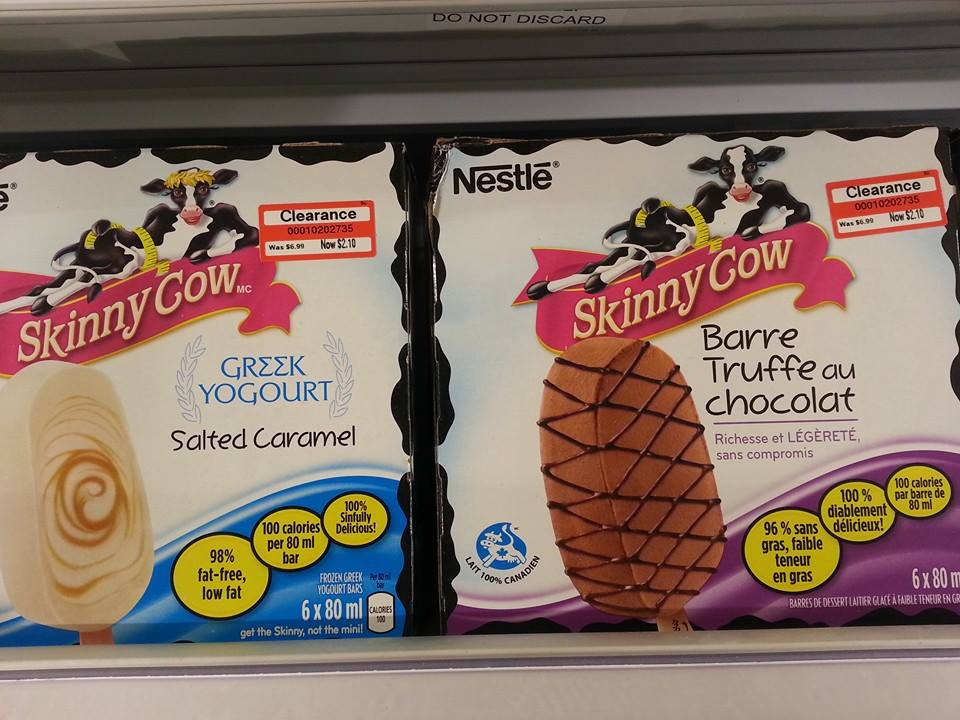 DO NOT DISCARD
Clearance
00010202735
Was $6.99 Now $2.10
Skinny Cow MC
GREEK
YOGOURT
Salted Caramel
98%
fat-free,
low fat
100 calories
per 80 ml
bar
100%
Sinfully
Delicious!
FROZEN GREEK
YOGOURT BARS
6 x 80 ml
Per 80 ml
bar
CALORIES
100
get the Skinny, not the mini!
Nestlé®
Clearance
00010202735
Was $6.99 Now $2.10
Skinny Cow
Barre
Truffe au
chocolat
Richesse et LÉGÈRETÉ,
sans compromis
LAIT 100% CANADIEN
96 % sans
gras, faible
teneur
en gras
100 %
diablement
délicieux!
100 calories
par barre de
80 ml
6 x 80 m
BARRES DE DESSERT LAITIER GLACÉ À FAIBLE TENEUR EN GR